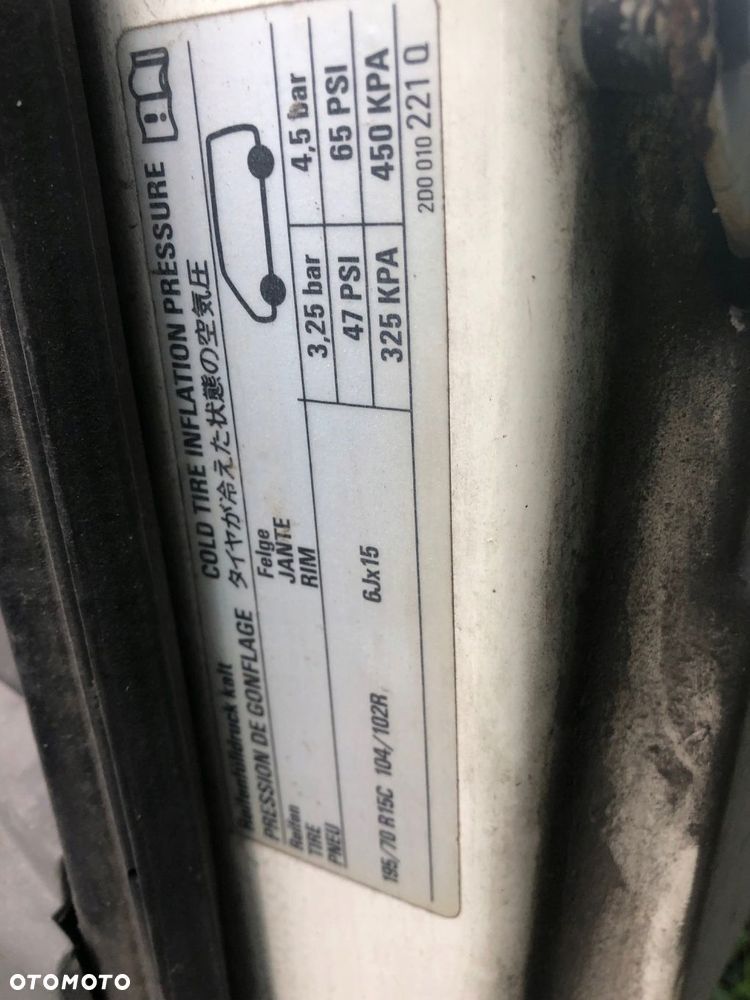 Reifenfülldruck kalt
COLD TIRE INFLATION PRESSURE
PRESSION DE GONFLAGE
タイヤが冷えた状態の空気圧
Reifen
TIRE
PNEU
Felge
JANTE
RIM
3,25 bar
4,5 bar
47 PSI
65 PSI
195/70 R15C 104/102R
6Jx15
325 KPA
450 KPA
2D0 010 221 Q
OTOMOTO